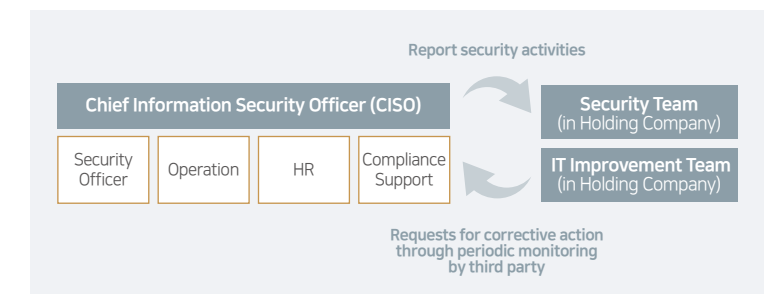 Report security activities
Chief Information Security Officer (CISO)
Security Team
(in Holding Company)
Security
Officer
Operation
HR
Compliance
Support
IT Improvement Team
(in Holding Company)
Requests for corrective action
through periodic monitoring
by third party